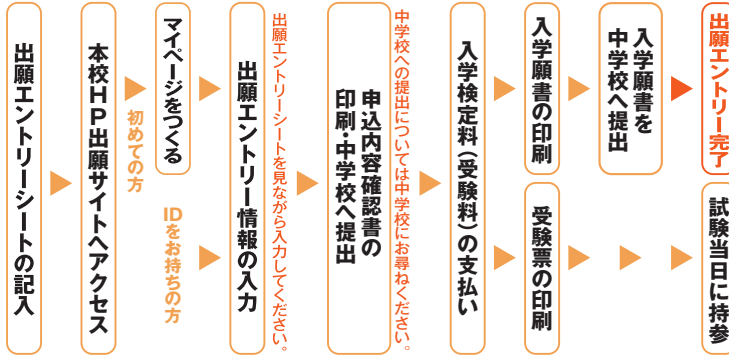 出願エントリーシートの記入
本校HP出願サイトへアクセス
初めての方
マイページをつくる
IDをお持ちの方
出願エントリー情報の入力
出願エントリーシートを見ながら入力してください。
申込内容確認書の
印刷・中学校へ提出
中学校への提出については中学校にお尋ねください。
入学検定料(受験料)の支払い
入学願書の印刷
入学願書を
中学校へ提出
出願エントリー完了
受験票の印刷
試験当日に持参